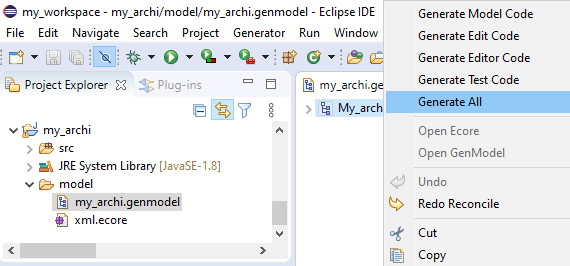 my_workspace - my_archi/model/my_archi.genmodel - Eclipse IDE
File Edit Navigate Search Project Generator Run Window
Project Explorer Plug-ins
my_archi
src
JRE System Library [JavaSE-1.8]
model
my_archi.genmodel
xml.ecore
my_archi.ge
My_arch
Generate Model Code
Generate Edit Code
Generate Editor Code
Generate Test Code
Generate All
Open Ecore
Open GenModel
Undo
Redo Reconcile
Cut
Copy